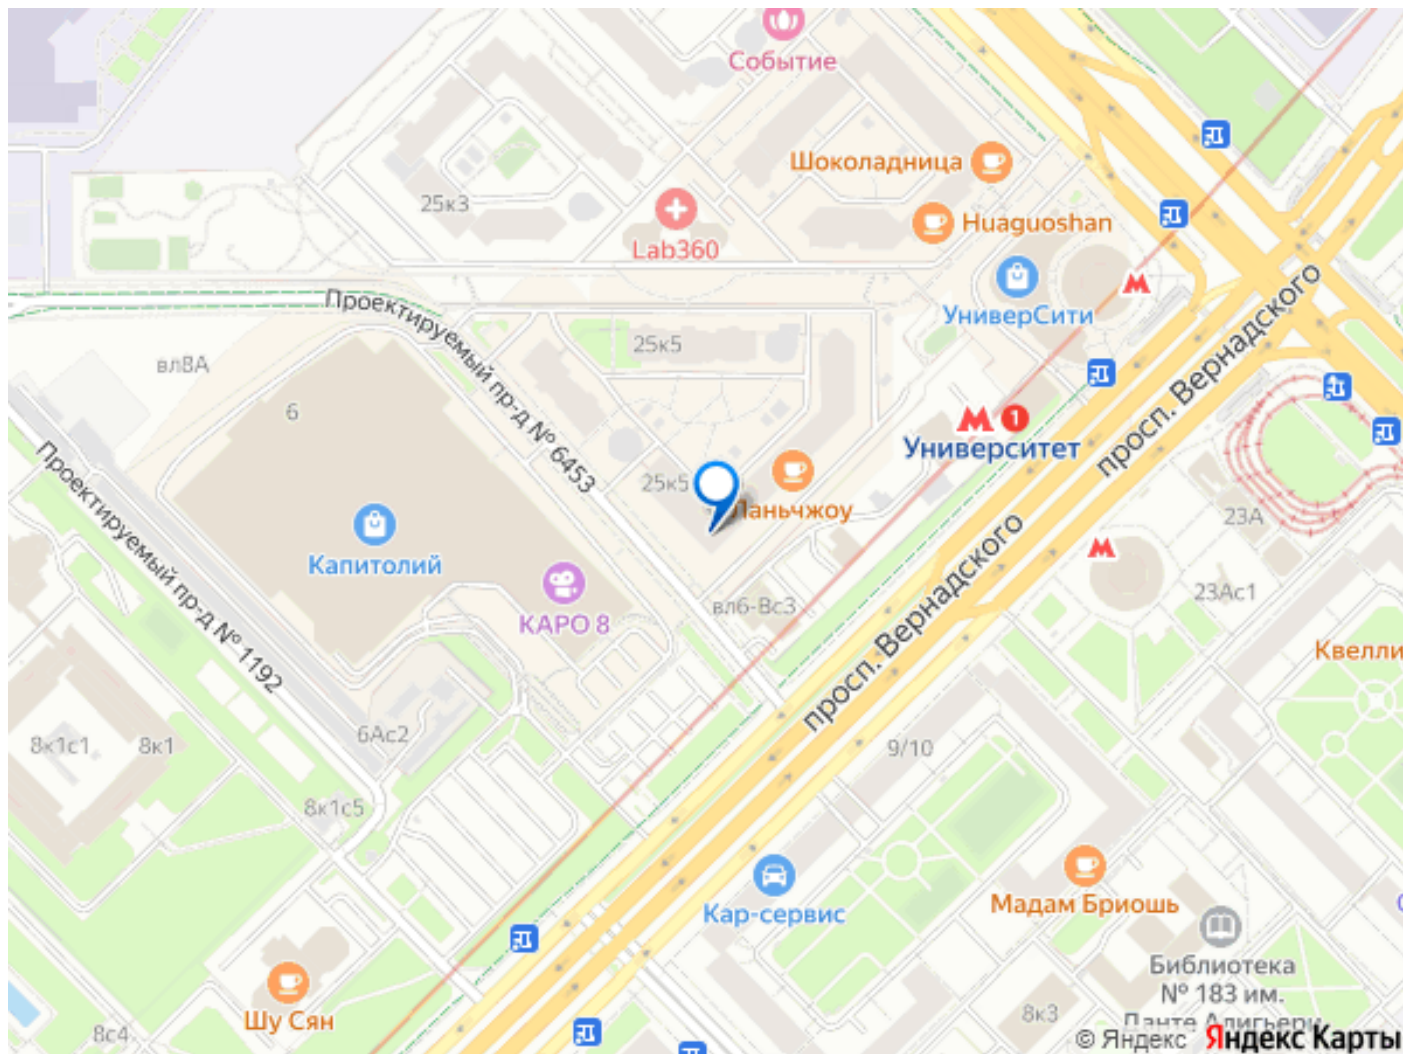 Событие
Шоколадница
25к3
Huaguoshan
Lab360
Проектируемый пр-д № 6453
УниверСити
просп. Вернадского
25к5
вл8А
6
1
Университет
25к5
Ланьчжоу
23А
Капитолий
Проектируемый пр-д № 1192
КАРО 8
вл6-Вс3
23Ас1
просп. Вернадского
Квелли
8к1с1
8к1
6Ас2
9/10
8к1с5
Мадам Бриошь
Кар-сервис
Библиотека
№ 183 им.
Данте Алигьери
Шу Сян
8с4
8к3
© Яндекс Яндекс Карты